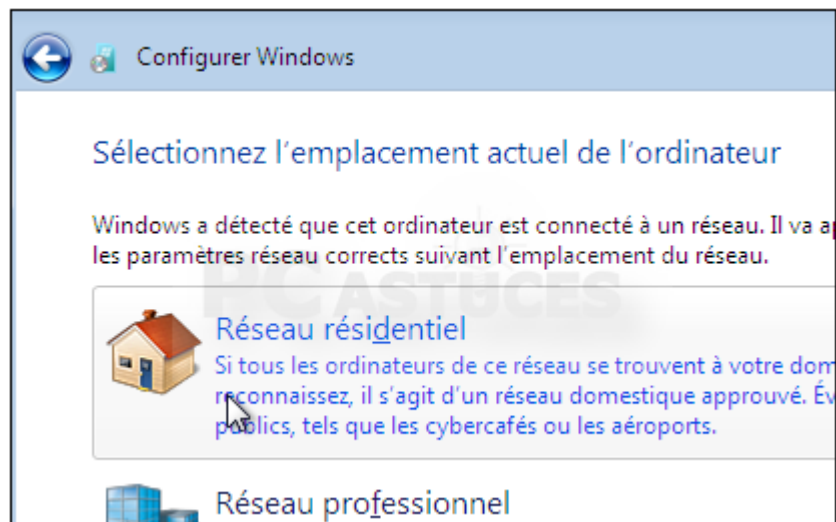 Configurer Windows
Sélectionnez l'emplacement actuel de l'ordinateur
Windows a détecté que cet ordinateur est connecté à un réseau. Il va
les paramètres réseau corrects suivant l'emplacement du réseau.
PC ASTUCES
Réseau résidentiel
Si tous les ordinateurs de ce réseau se trouvent à votre
reconnaissez, il s'agit d'un réseau domestique approuvé.
publics, tels que les cybercafés ou les aéroports.
Réseau professionnel